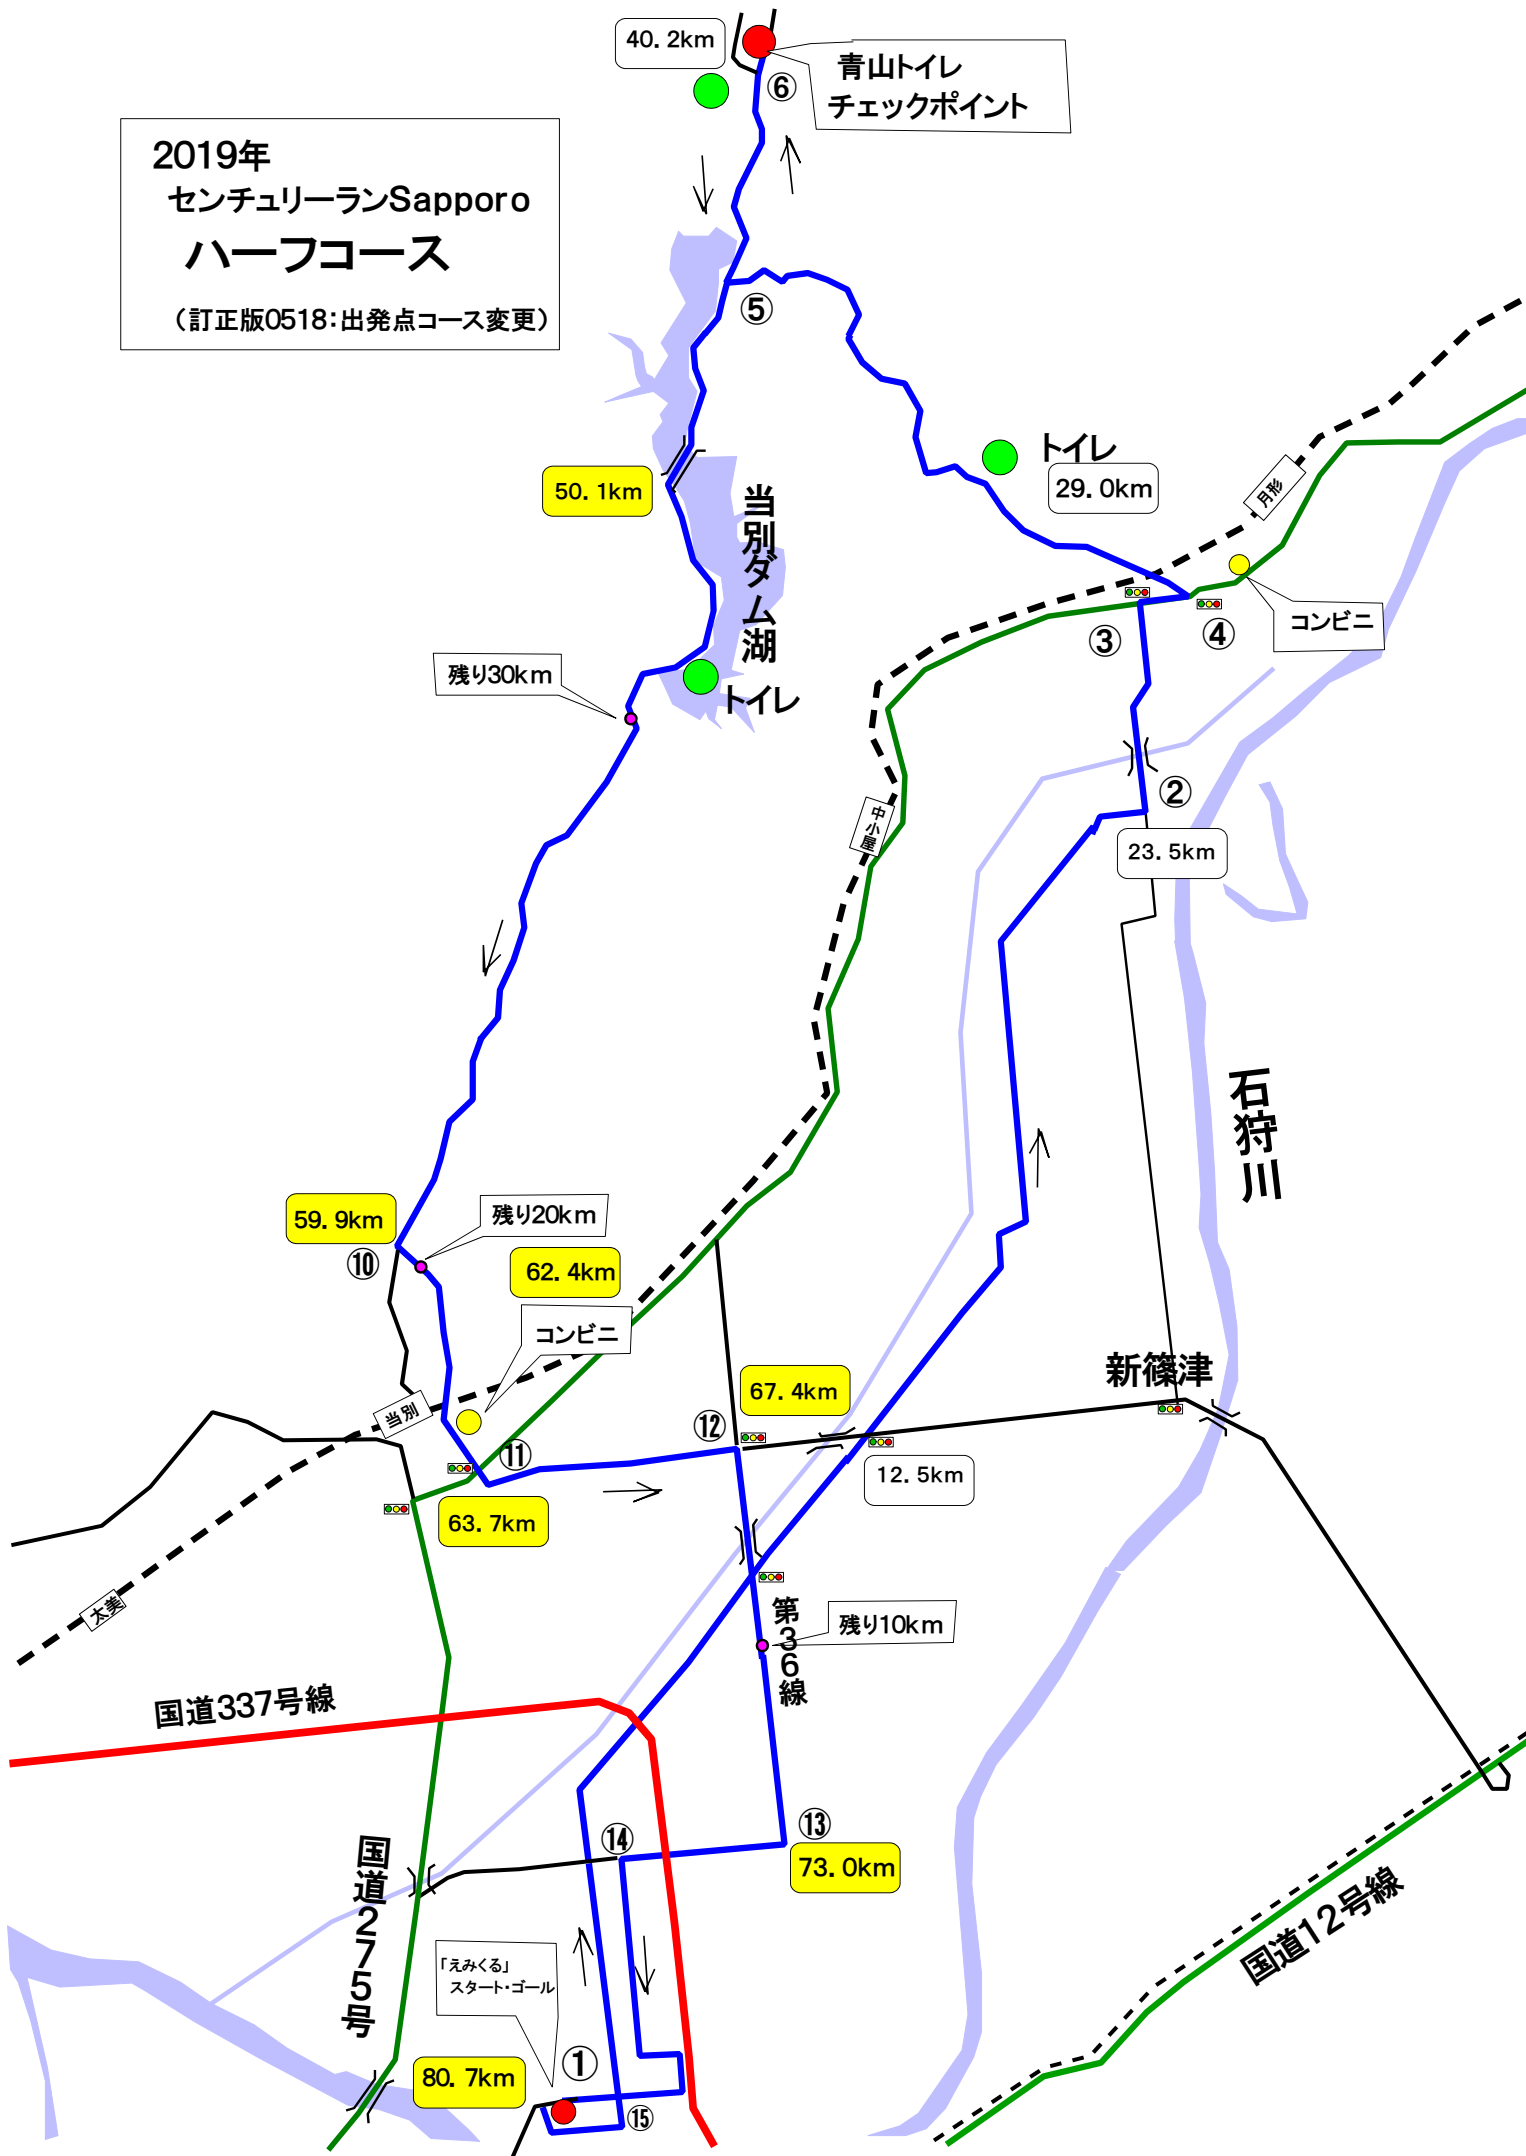 40.2km
青山トイレ
チェックポイント
⑥
2019年
センチュリーランSapporo
ハーフコース
（訂正版0518：出発点コース変更）
⑤
トイレ
29.0km
月形
50.1km
当別ダム湖
コンビニ
③
④
残り30km
トイレ
②
中小屋
23.5km
石狩川
残り20km
59.9km
⑩
62.4km
コンビニ
新篠津
67.4km
当別
⑫
⑪
12.5km
63.7km
太美
第36線
残り10km
国道337号線
⑬
⑭
73.0km
国道275号
国道12号線
「えみくる」
スタート・ゴール
①
80.7km
⑮